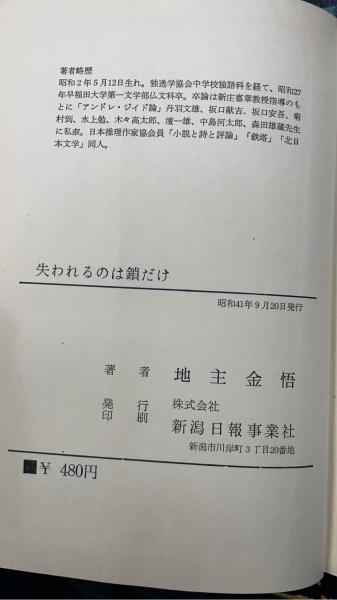 著者略歴
昭和2年5月12日生れ。独逸学協会中学校独語科を経て、昭和27
年早稲田大学第一文学部仏文科卒。卒論は新庄嘉章教授指導のも
とに「アンドレ・ジイド論」丹羽文雄、坂口献吉、坂口安吾、菊
村到、水上勉、木々高太郎、壇一雄、中島河太郎、森田雄蔵先生
に私叙。日本推理作家協会員「小説と詩と評論」「鉄塔」「北日
本文学」同人。
失われるのは鎖だけ
昭和41年9月20日発行
著者 地主金悟
発行 株式会社
印刷 新潟日報事業社
新潟市川岸町3丁目20番地
¥ 480円